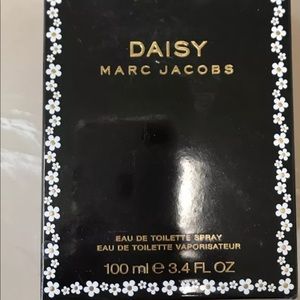 DAISY
MARC JACOBS
EAU DE TOILETTE SPRAY
EAU DE TOILETTE VAPORISATEUR
100 ml ℮ 3.4 FL OZ